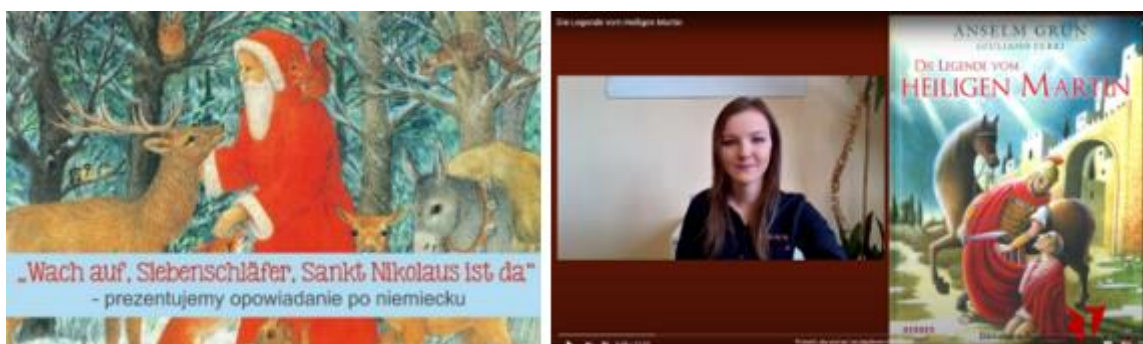 „Wach auf, Siebenschläfer, Sankt Nikolaus ist da“
- prezentujemy opowiadanie po niemiecku
Die Legende vom Heiligen Martin
ANSELM GRÜN
GIULIANO FERRI
DIE LEGENDE VOM
HEILIGEN MARTIN
HERDER